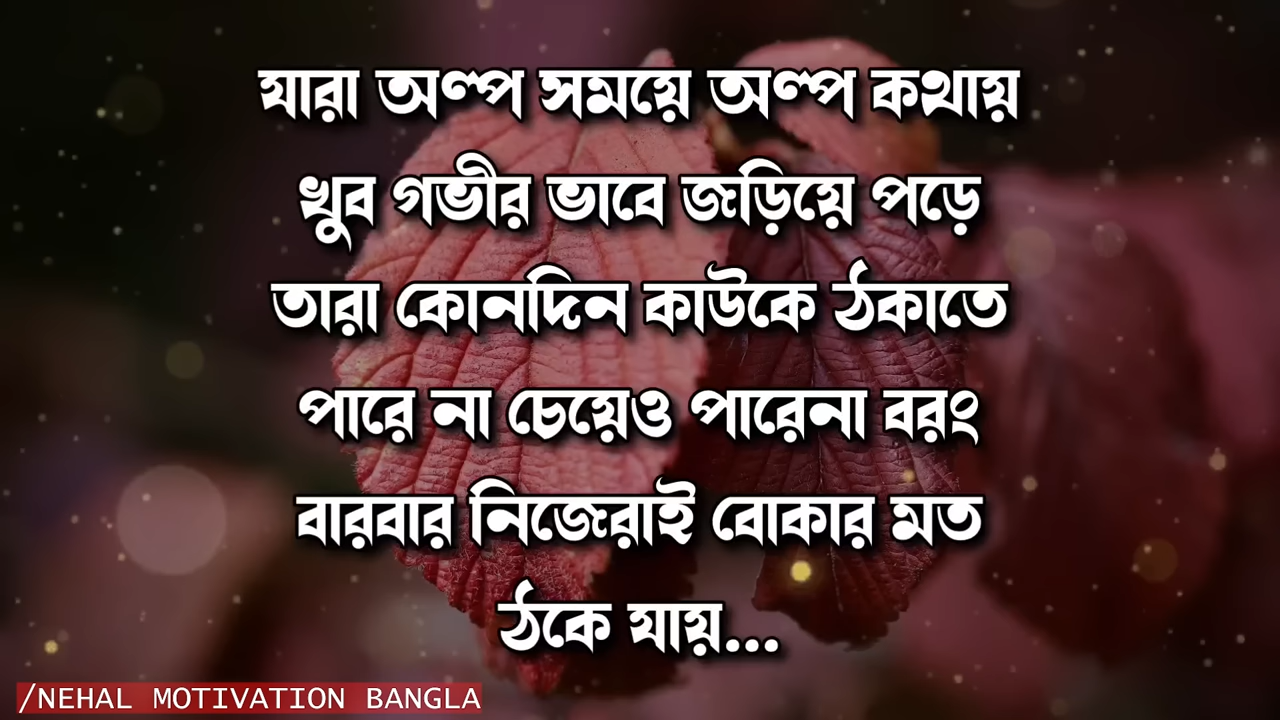 যারা অল্প সময়ে অল্প কথায়
খুব গভীর ভাবে জড়িয়ে পড়ে
তারা কোনদিন কাউকে ঠকাতে
পারে না চেয়েও পারেনা বরং
বারবার নিজেরাই বোকার মত
ঠকে যায়...
/NEHAL MOTIVATION BANGLA